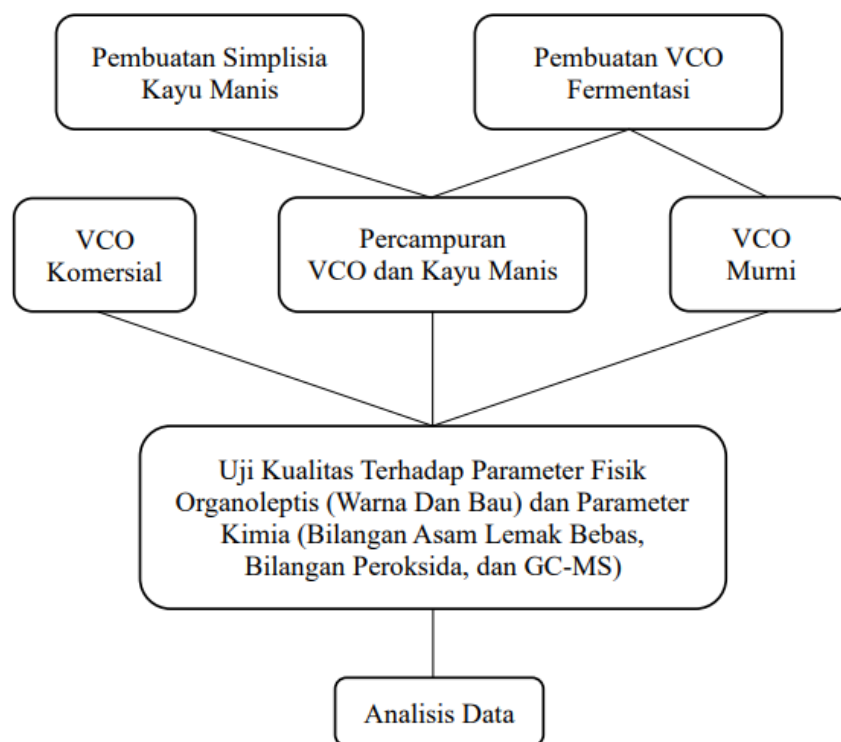 Pembuatan Simplisia
Kayu Manis
Pembuatan VCO
Fermentasi
VCO
Komersial
Percampuran
VCO dan Kayu Manis
VCO
Murni
Uji Kualitas Terhadap Parameter Fisik
Organoleptis (Warna Dan Bau) dan Parameter
Kimia (Bilangan Asam Lemak Bebas,
Bilangan Peroksida, dan GC-MS)
Analisis Data